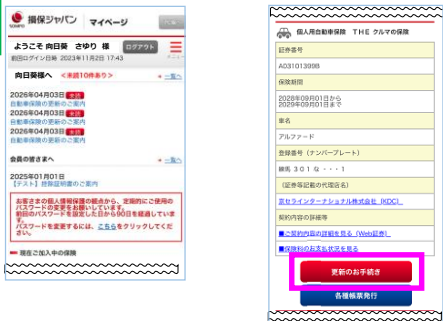 損保ジャパン マイページ
SOMPO
ようこそ 向日葵 さゆり 様 ログアウト
前回ログイン日時 2023年11月2日 17:43
向日葵様へ <未読10件あり> 一覧へ
2026年04月03日 未読
自動車保険の更新のご案内
2026年04月03日 未読
自動車保険の更新のご案内
2026年04月03日 未読
自動車保険の更新のご案内
会員の皆さまへ 一覧へ
2025年01月01日
【テスト】控除証明書のご案内
お客さまの個人情報保護の観点から、定期的にご使用の
パスワードの変更をお願いしています。
前回のパスワードを設定した日から90日を経過していま
す。
パスワードを変更するには、こちらをクリックしてくだ
さい。
現在ご加入中の保険
個人用自動車保険 THE クルマの保険
証券番号
A031013998
保険期間
2028年09月01日から
2029年09月01日まで
車名
アルファード
登録番号(ナンバープレート)
練馬 301 な ・・・1
(証券等記載の代理店名)
京セラインターナショナル株式会社(KDC)
契約内容の詳細等
■ご契約内容の詳細を見る(Web証券)
■保険料のお支払状況を見る
更新のお手続き
各種帳票発行